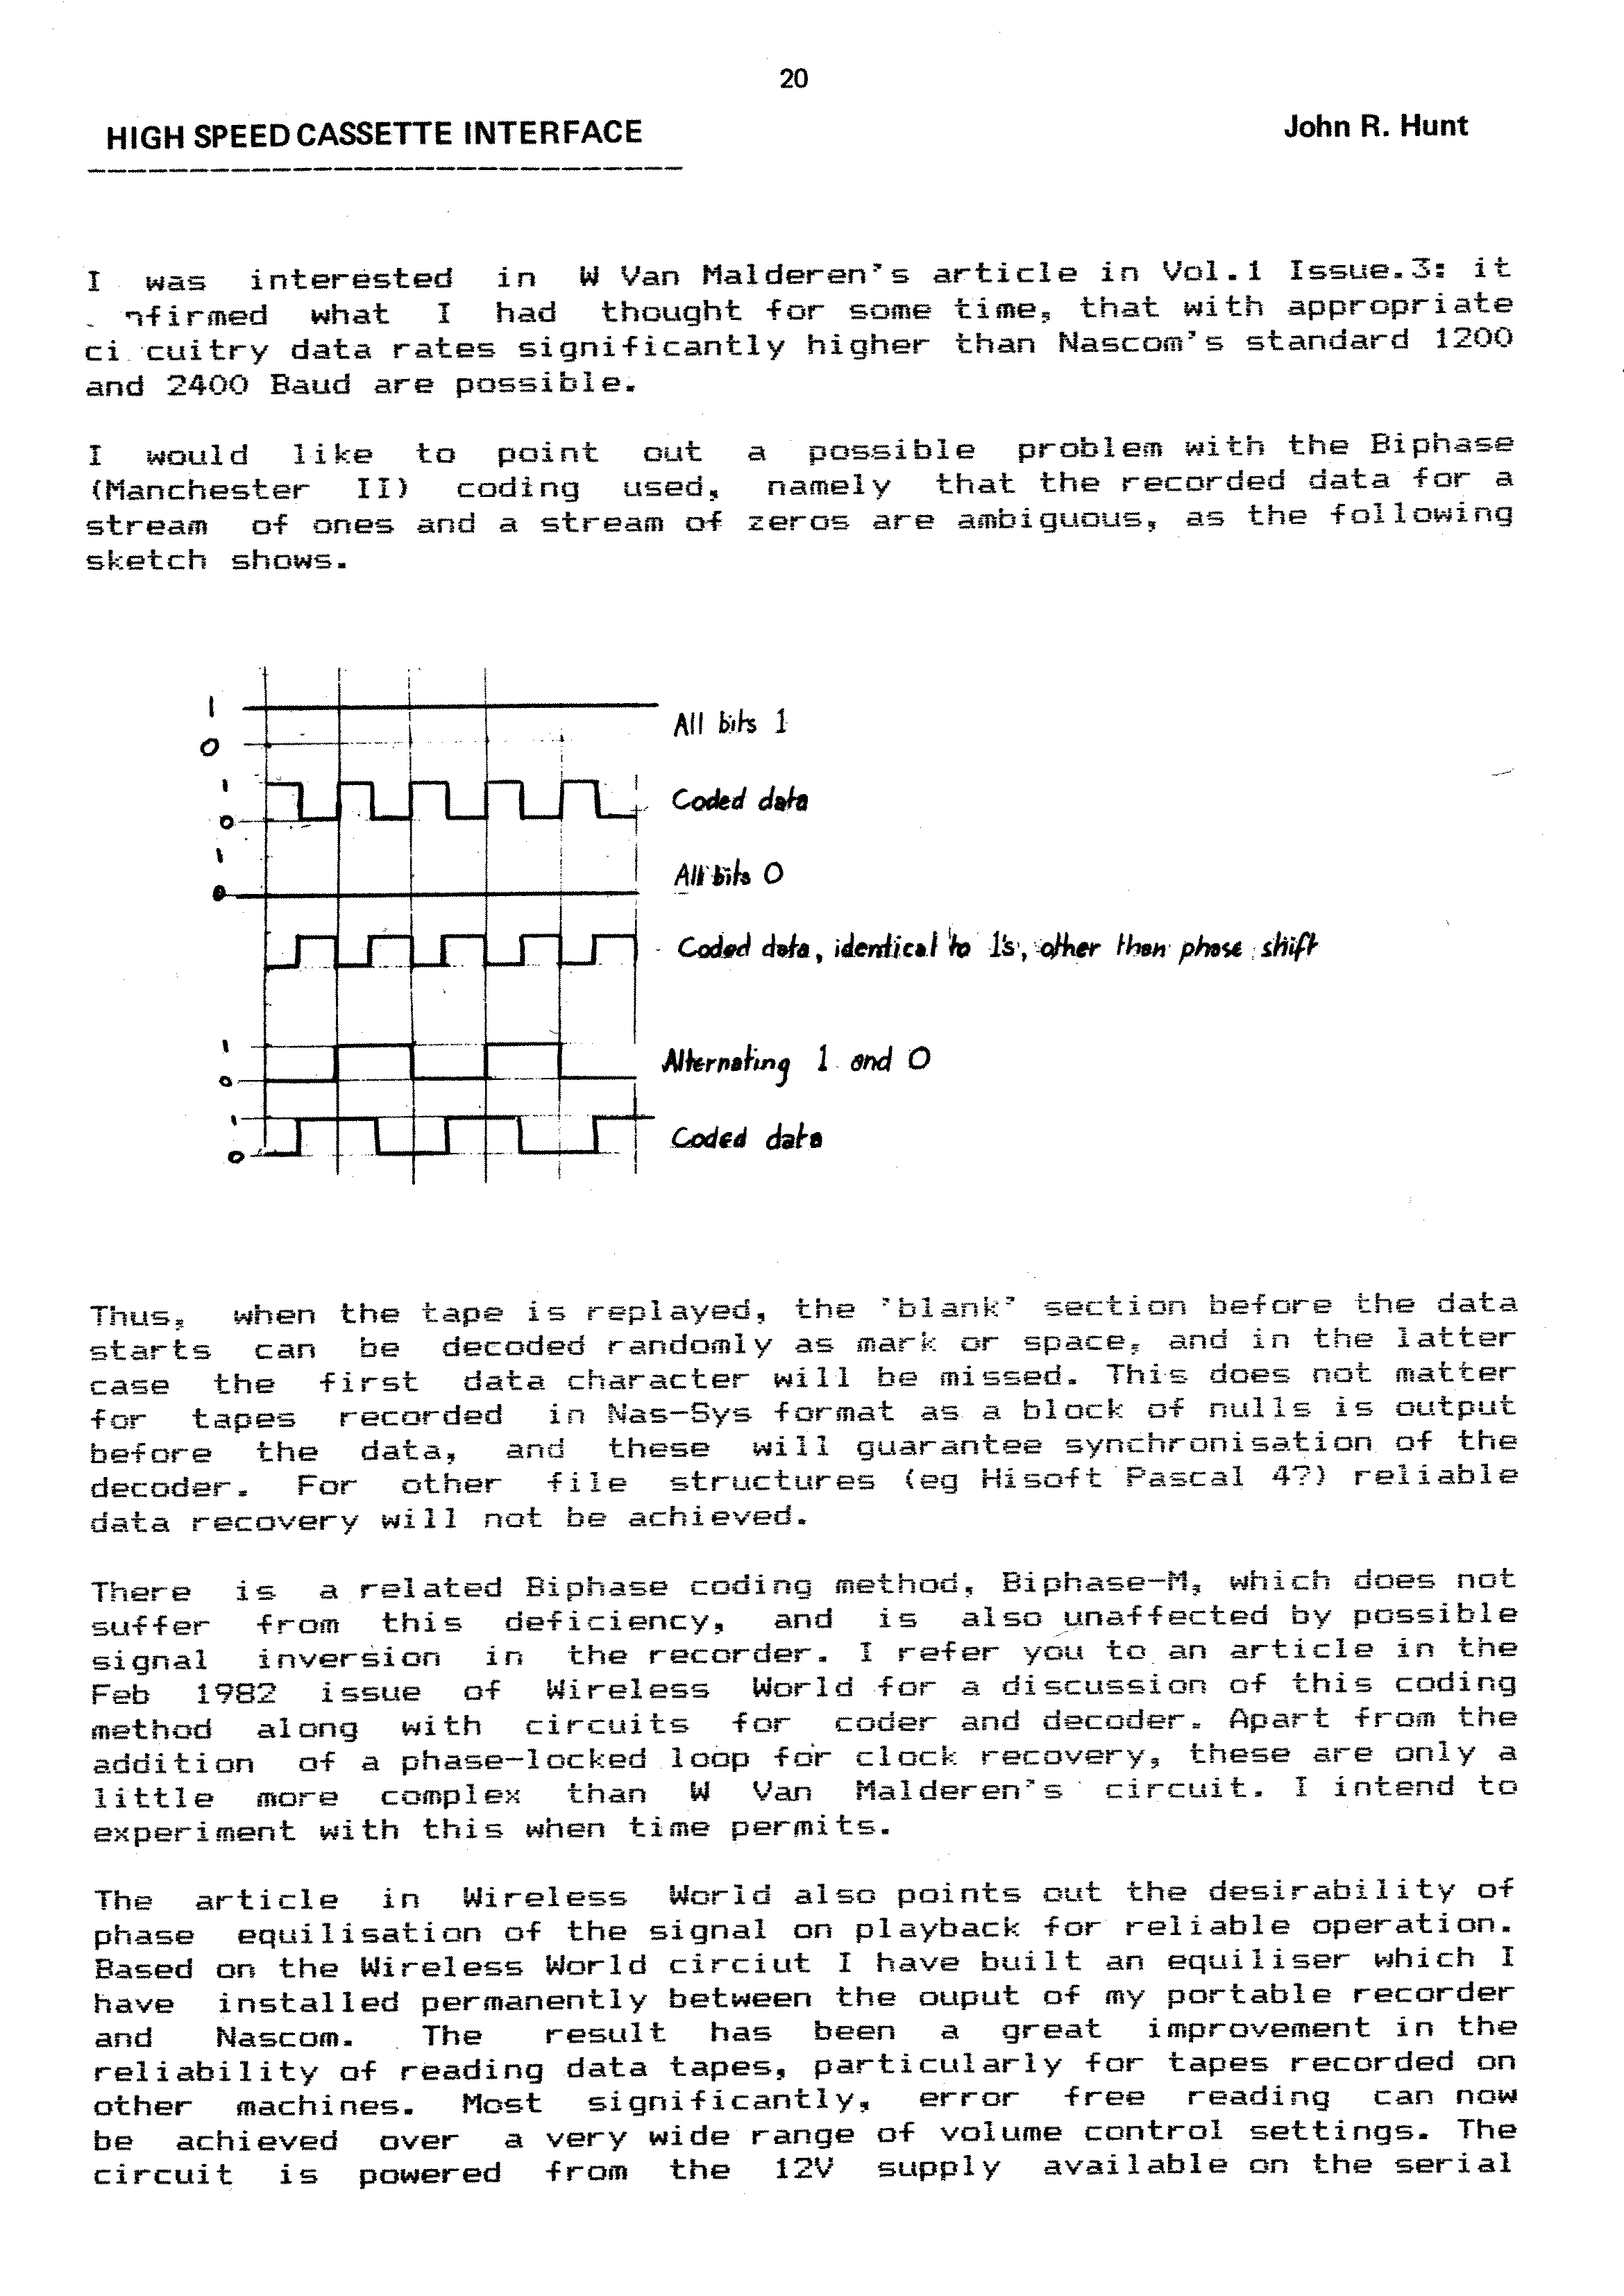 20
HIGH SPEED CASSETTE INTERFACE
John R. Hunt
I was interested in W Van Malderen's article in Vol.1 Issue.3: it
nfirmed what I had thought for some time, that with appropriate
ci cuitry data rates significantly higher than Nascom's standard 1200
and 2400 Baud are possible.
I would like to point out a possible problem with the Biphase
(Manchester II) coding used, namely that the recorded data for a
stream of ones and a stream of zeros are ambiguous, as the following
sketch shows.
1
All bits 1
0
1
Coded data
0
1
All bits 0
0
Coded data, identical to 1's, other then phase shift
1
Alternating 1 and 0
0
1
Coded data
0
Thus, when the tape is replayed, the 'blank' section before the data
starts can be decoded randomly as mark or space, and in the latter
case the first data character will be missed. This does not matter
for tapes recorded in Nas-Sys format as a block of nulls is output
before the data, and these will guarantee synchronisation of the
decoder. For other file structures (eg Hisoft Pascal 4?) reliable
data recovery will not be achieved.
There is a related Biphase coding method, Biphase-M, which does not
suffer from this deficiency, and is also unaffected by possible
signal inversion in the recorder. I refer you to an article in the
Feb 1982 issue of Wireless World for a discussion of this coding
method along with circuits for coder and decoder. Apart from the
addition of a phase-locked loop for clock recovery, these are only a
little more complex than W Van Malderen's circuit. I intend to
experiment with this when time permits.
The article in Wireless World also points out the desirability of
phase equilisation of the signal on playback for reliable operation.
Based on the Wireless World circiut I have built an equiliser which I
have installed permanently between the ouput of my portable recorder
and Nascom. The result has been a great improvement in the
reliability of reading data tapes, particularly for tapes recorded on
other machines. Most significantly, error free reading can now
be achieved over a very wide range of volume control settings. The
circuit is powered from the 12V supply available on the serial